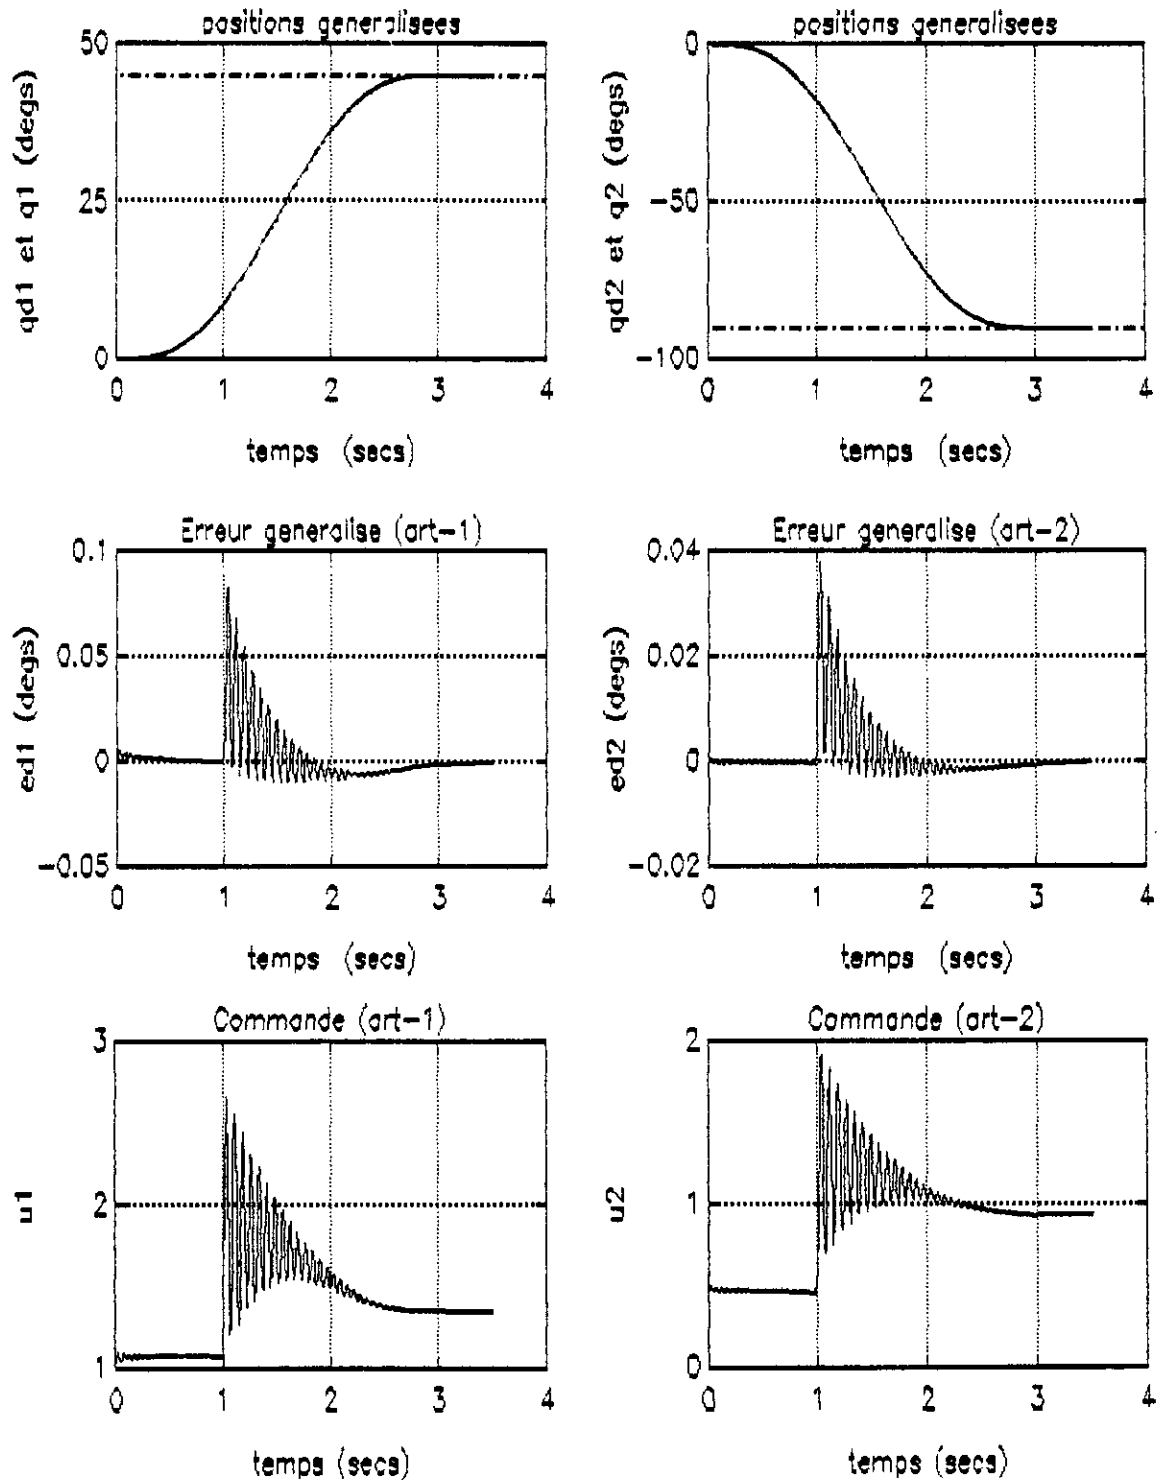 positions generalisees
50
25
0
qd1 et q1 (degs)
0 1 2 3 4
temps (secs)
positions generalisees
0
-50
-100
qd2 et q2 (degs)
0 1 2 3 4
temps (secs)
Erreur generalise (art-1)
0.1
0.05
0
-0.05
ed1 (degs)
0 1 2 3 4
temps (secs)
Erreur generalise (art-2)
0.04
0.02
0
-0.02
ed2 (degs)
0 1 2 3 4
temps (secs)
Commande (art-1)
3
2
1
u1
0 1 2 3 4
temps (secs)
Commande (art-2)
2
1
0
u2
0 1 2 3 4
temps (secs)